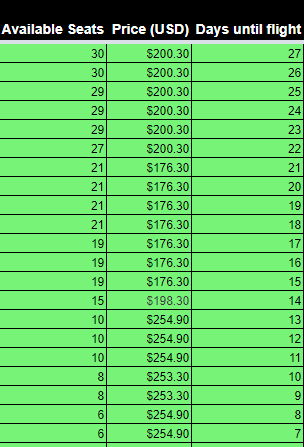 Available Seats Price (USD) Days until flight
30 $200.30 27
30 $200.30 26
29 $200.30 25
29 $200.30 24
29 $200.30 23
27 $200.30 22
21 $176.30 21
21 $176.30 20
21 $176.30 19
21 $176.30 18
19 $176.30 17
19 $176.30 16
19 $176.30 15
15 $198.30 14
10 $254.90 13
10 $254.90 12
10 $254.90 11
8 $253.30 10
8 $253.30 9
6 $254.90 8
6 $254.90 7